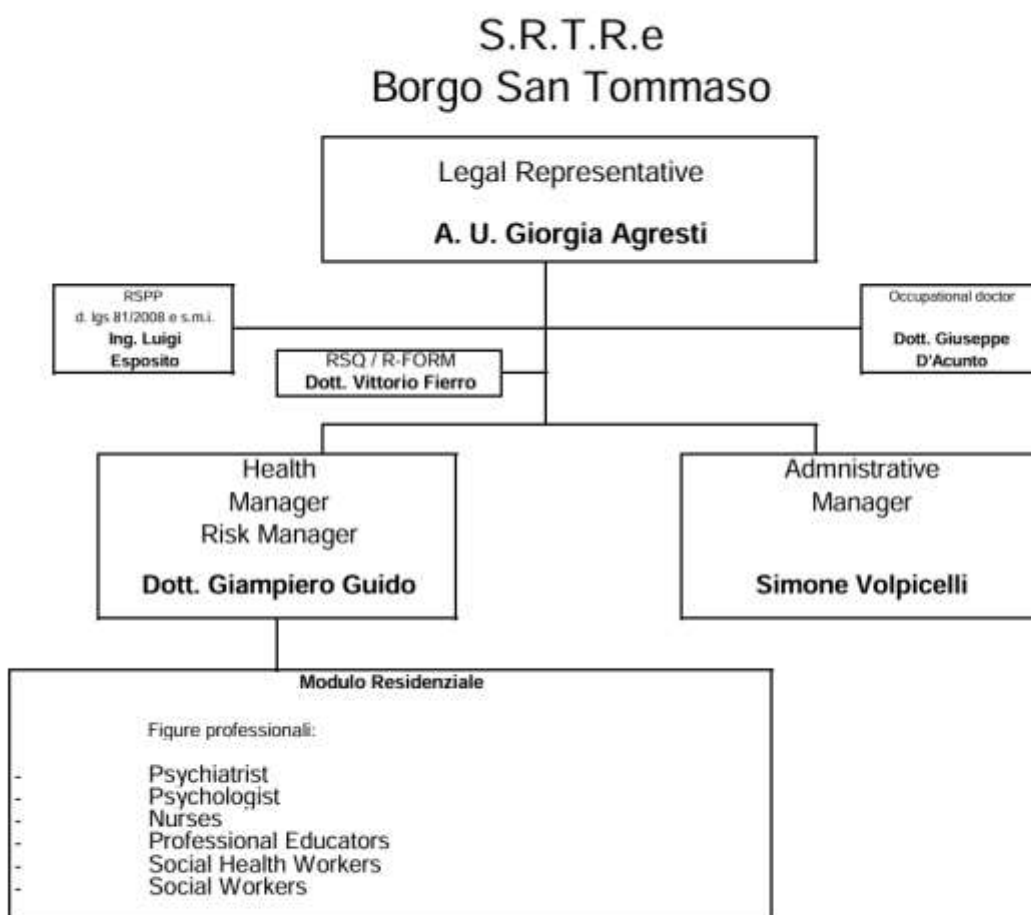 S.R.T.R.e
Borgo San Tommaso
Legal Representative
A. U. Giorgia Agresti
RSPP
d. lgs 81/2008 e s.m.i.
Ing. Luigi
Esposito
Occupational doctor
Dott. Giuseppe
D'Acunto
RSQ / R-FORM
Dott. Vittorio Fierro
Health
Manager
Risk Manager
Dott. Giampiero Guido
Admnistrative
Manager
Simone Volpicelli
Modulo Residenziale
Figure professionali:
- Psychiatrist
- Psychologist
- Nurses
- Professional Educators
- Social Health Workers
- Social Workers